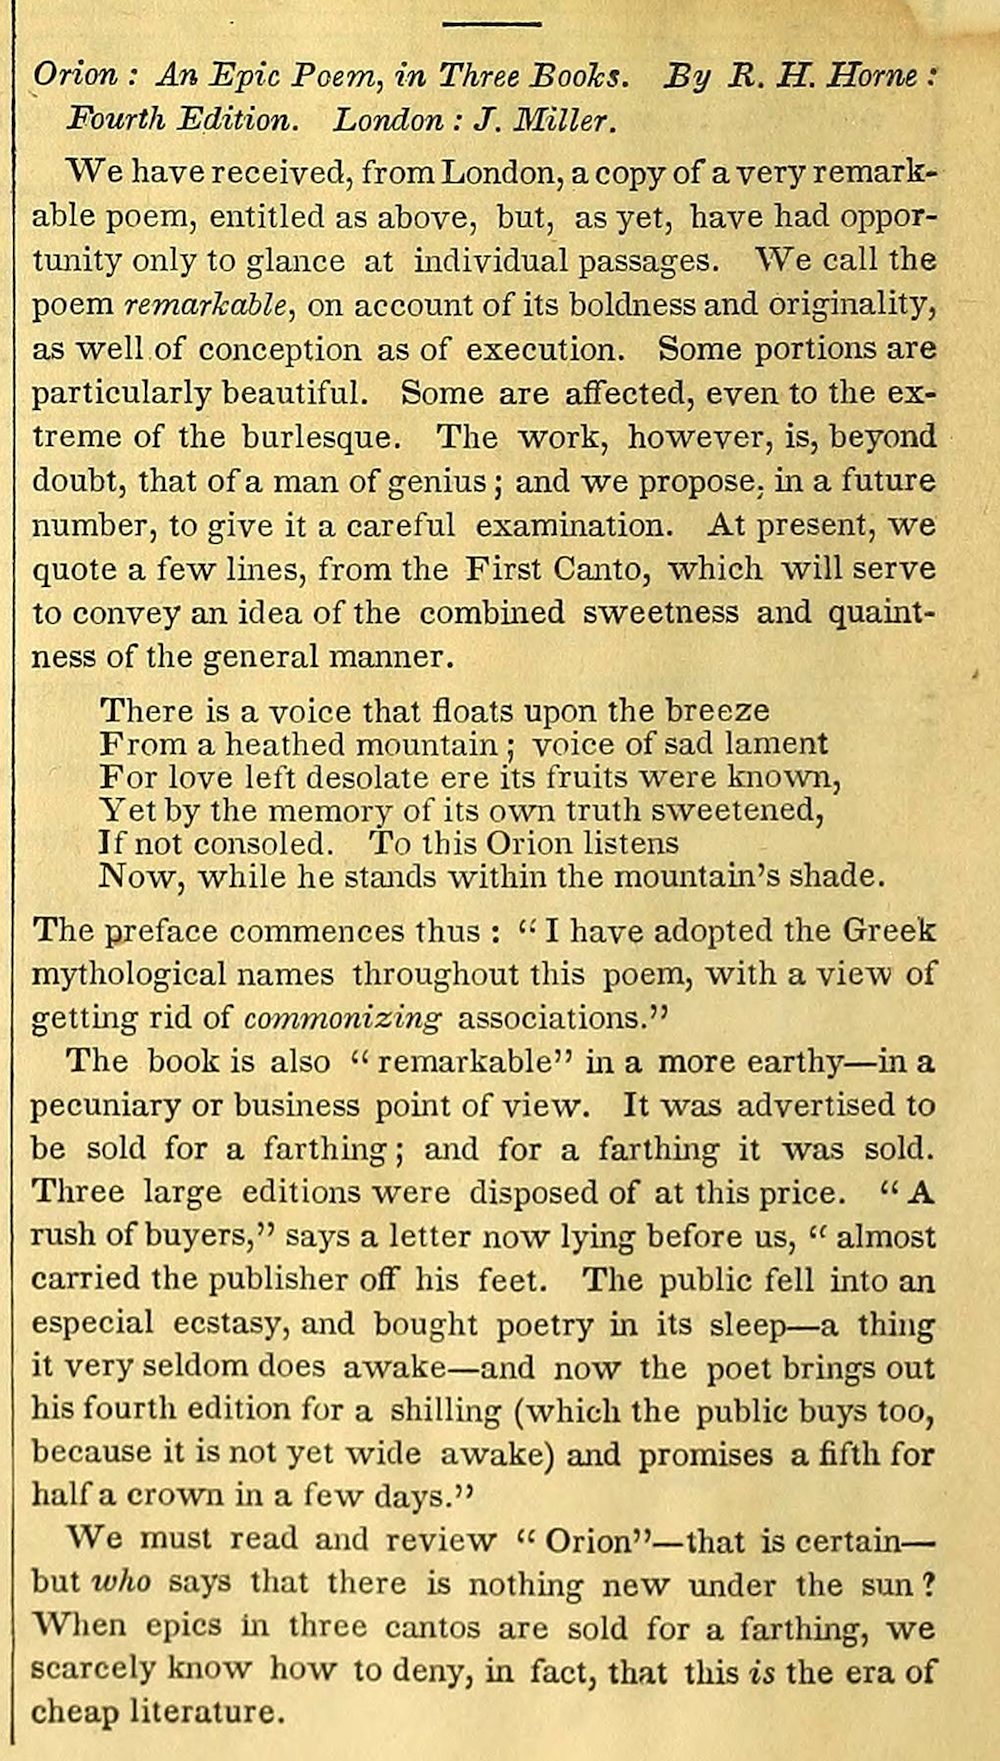 Orion : An Epic Poem, in Three Books. By R. H. Horne :
Fourth Edition. London : J. Miller.
We have received, from London, a copy of a very remark-
able poem, entitled as above, but, as yet, have had oppor-
tunity only to glance at individual passages. We call the
poem remarkable, on account of its boldness and originality,
as well of conception as of execution. Some portions are
particularly beautiful. Some are affected, even to the ex-
treme of the burlesque. The work, however, is, beyond
doubt, that of a man of genius ; and we propose, in a future
number, to give it a careful examination. At present, we
quote a few lines, from the First Canto, which will serve
to convey an idea of the combined sweetness and quaint-
ness of the general manner.
There is a voice that floats upon the breeze
From a heathed mountain ; voice of sad lament
For love left desolate ere its fruits were known,
Yet by the memory of its own truth sweetened,
If not consoled. To this Orion listens
Now, while he stands within the mountain's shade.
The preface commences thus : “ I have adopted the Greek
mythological names throughout this poem, with a view of
getting rid of commonizing associations.”
The book is also “ remarkable” in a more earthy—in a
pecuniary or business point of view. It was advertised to
be sold for a farthing ; and for a farthing it was sold.
Three large editions were disposed of at this price. “ A
rush of buyers,” says a letter now lying before us, “ almost
carried the publisher off his feet. The public fell into an
especial ecstasy, and bought poetry in its sleep—a thing
it very seldom does awake—and now the poet brings out
his fourth edition for a shilling (which the public buys too,
because it is not yet wide awake) and promises a fifth for
half a crown in a few days.”
We must read and review “ Orion”—that is certain—
but who says that there is nothing new under the sun ?
When epics in three cantos are sold for a farthing, we
scarcely know how to deny, in fact, that this is the era of
cheap literature.